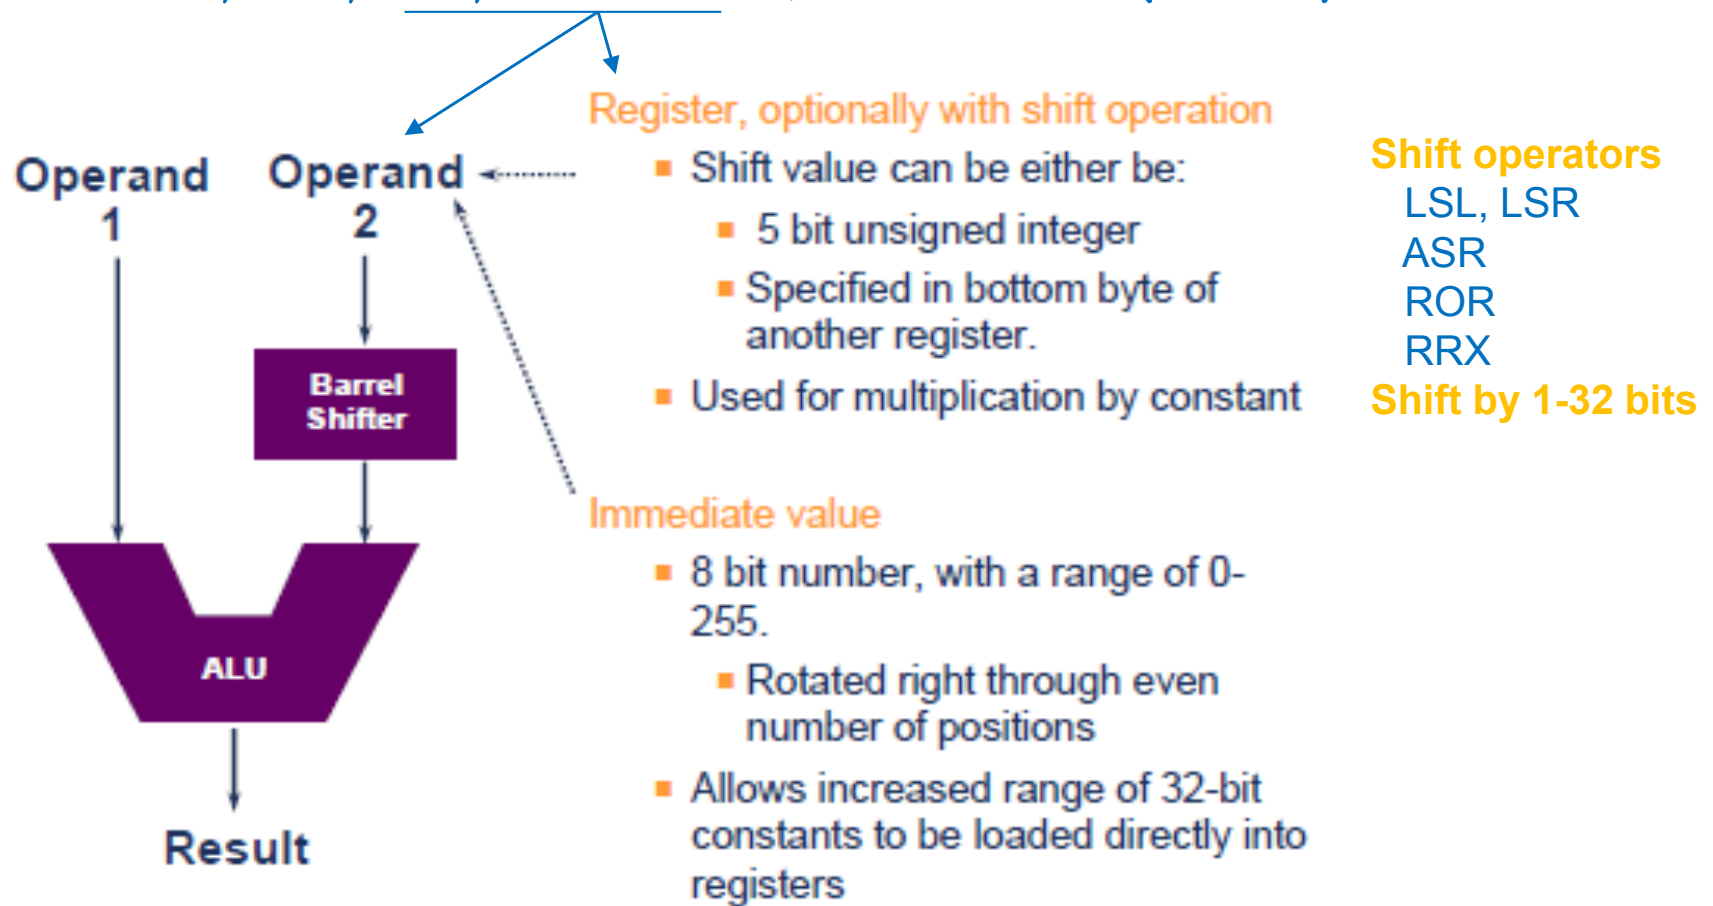 Register, optionally with shift operation
Operand
1
Operand
2
Shift value can be either be:
5 bit unsigned integer
Specified in bottom byte of
another register.
Used for multiplication by constant
Shift operators
LSL, LSR
ASR
ROR
RRX
Shift by 1-32 bits
Barrel
Shifter
Immediate value
8 bit number, with a range of 0-
255.
Rotated right through even
number of positions
Allows increased range of 32-bit
constants to be loaded directly into
registers
ALU
Result